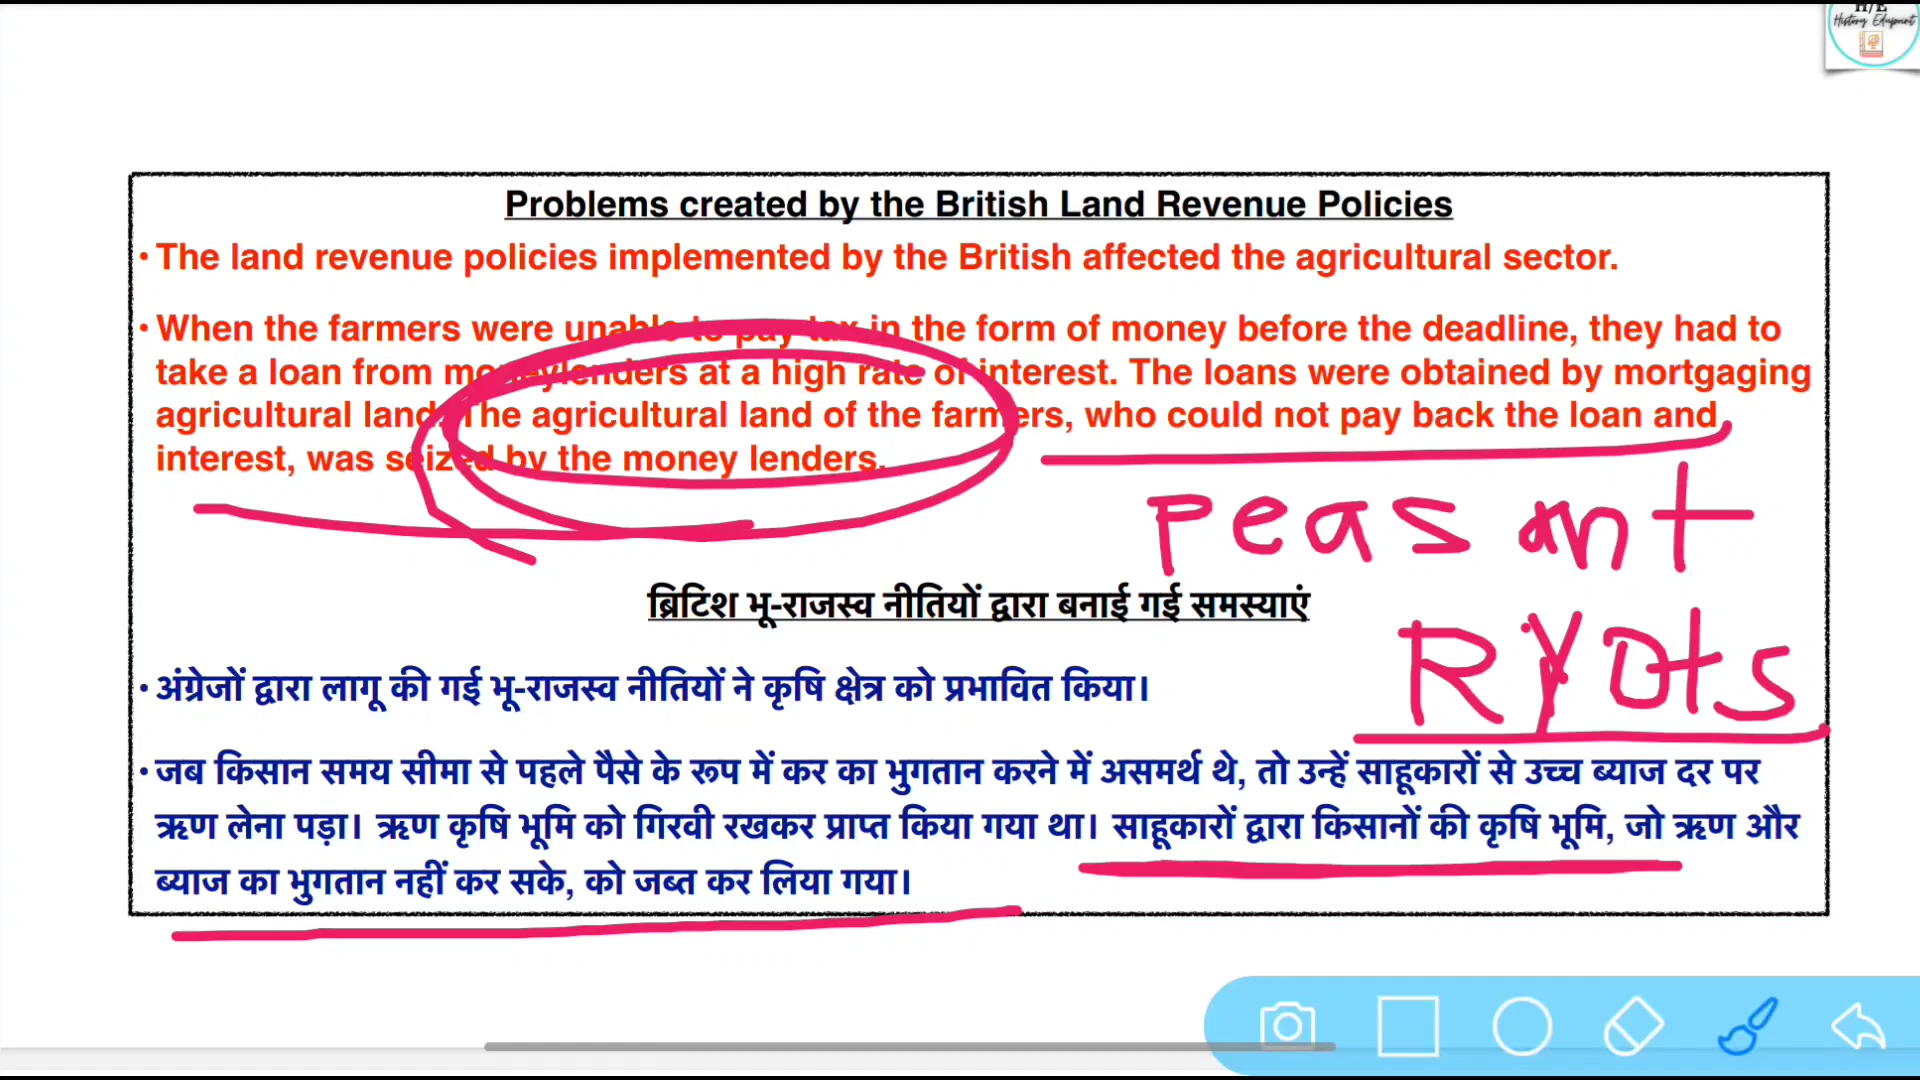 H/E
History Edupoint
Problems created by the British Land Revenue Policies
• The land revenue policies implemented by the British affected the agricultural sector.
• When the farmers were unable to pay tax in the form of money before the deadline, they had to
take a loan from moneylenders at a high rate of interest. The loans were obtained by mortgaging
agricultural land. The agricultural land of the farmers, who could not pay back the loan and
interest, was seized by the money lenders.
Peasant
ब्रिटिश भू-राजस्व नीतियों द्वारा बनाई गई समस्याएं
RYOTS
• अंग्रेजों द्वारा लागू की गई भू-राजस्व नीतियों ने कृषि क्षेत्र को प्रभावित किया।
• जब किसान समय सीमा से पहले पैसे के रूप में कर का भुगतान करने में असमर्थ थे, तो उन्हें साहूकारों से उच्च ब्याज दर पर
ऋण लेना पड़ा। ऋण कृषि भूमि को गिरवी रखकर प्राप्त किया गया था। साहूकारों द्वारा किसानों की कृषि भूमि, जो ऋण और
ब्याज का भुगतान नहीं कर सके, को जब्त कर लिया गया।